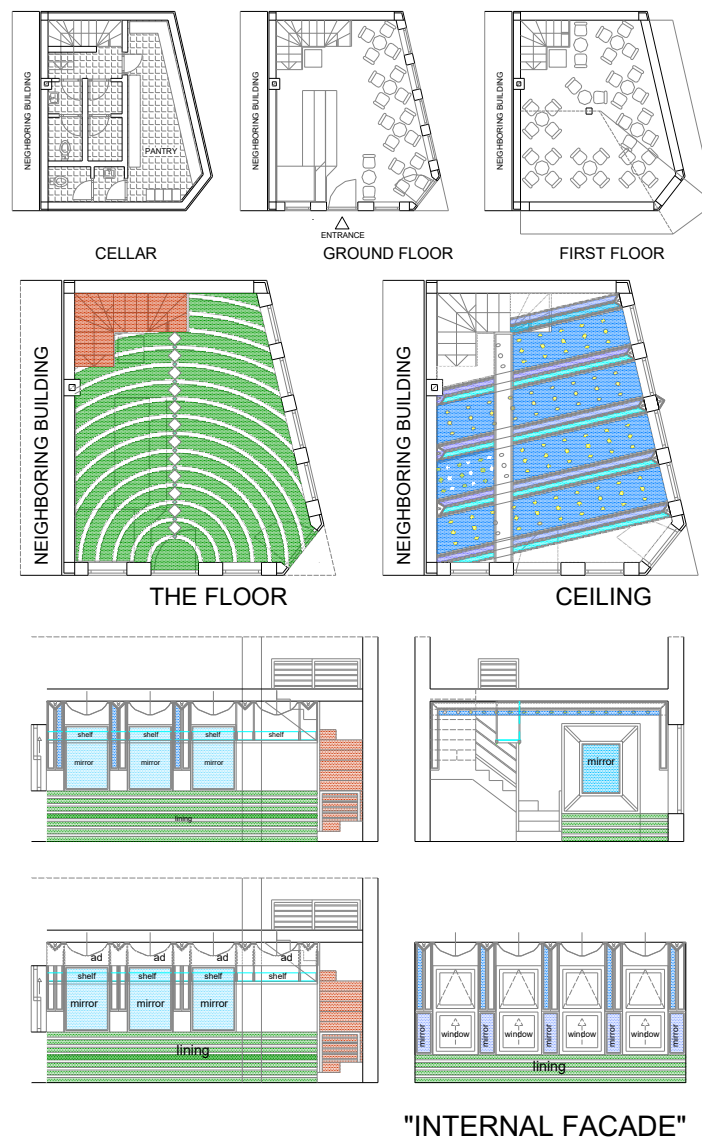 NEIGHBORING BUILDING
PANTRY
NEIGHBORING BUILDING
ENTRANCE
NEIGHBORING BUILDING
CELLAR
GROUND FLOOR
FIRST FLOOR
NEIGHBORING BUILDING
THE FLOOR
NEIGHBORING BUILDING
CEILING
shelf shelf shelf shelf
mirror mirror mirror
lining
mirror
ad ad ad ad
shelf shelf shelf shelf
mirror mirror mirror
lining
mirror window mirror window mirror window mirror window mirror
lining
"INTERNAL FACADE"